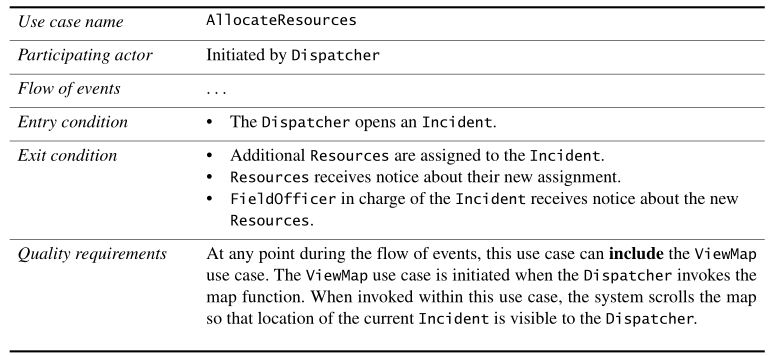 Use case name AllocateResources
Participating actor Initiated by Dispatcher
Flow of events . . .
Entry condition • The Dispatcher opens an Incident.
Exit condition • Additional Resources are assigned to the Incident.
• Resources receives notice about their new assignment.
• FieldOfficer in charge of the Incident receives notice about the new
Resources.
Quality requirements At any point during the flow of events, this use case can include the ViewMap
use case. The ViewMap use case is initiated when the Dispatcher invokes the
map function. When invoked within this use case, the system scrolls the map
so that location of the current Incident is visible to the Dispatcher.